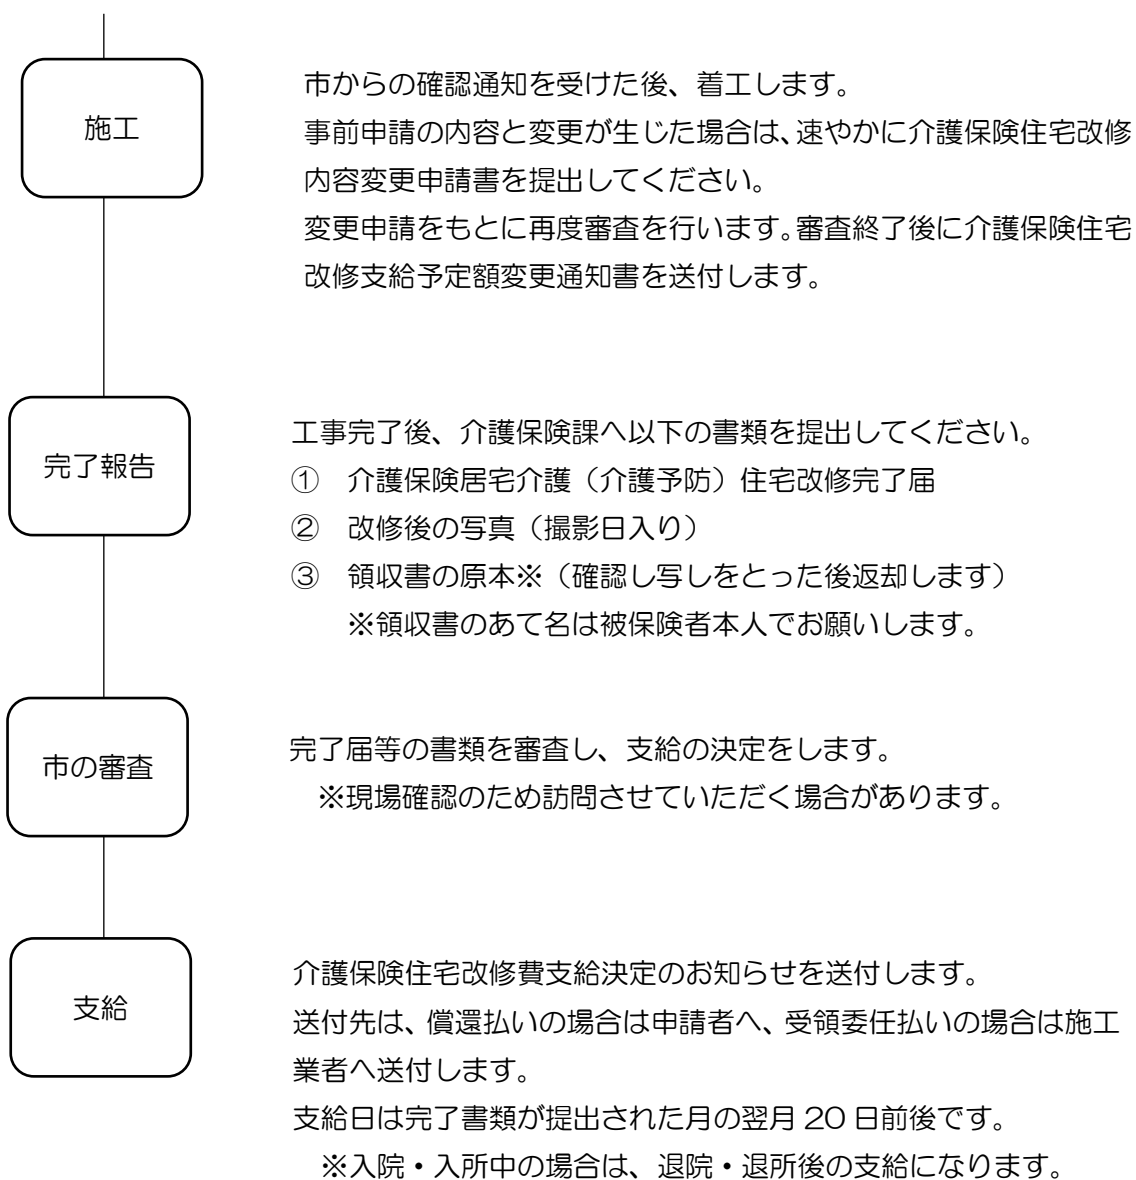 施工
市からの確認通知を受けた後、着工します。
事前申請の内容と変更が生じた場合は、速やかに介護保険住宅改修
内容変更申請書を提出してください。
変更申請をもとに再度審査を行います。審査終了後に介護保険住宅
改修支給予定額変更通知書を送付します。
完了報告
工事完了後、介護保険課へ以下の書類を提出してください。
① 介護保険居宅介護（介護予防）住宅改修完了届
② 改修後の写真（撮影日入り）
③ 領収書の原本※（確認し写しをとった後返却します）
※領収書のあて名は被保険者本人でお願いします。
市の審査
完了届等の書類を審査し、支給の決定をします。
※現場確認のため訪問させていただく場合があります。
支給
介護保険住宅改修費支給決定のお知らせを送付します。
送付先は、償還払いの場合は申請者へ、受領委任払いの場合は施工
業者へ送付します。
支給日は完了書類が提出された月の翌月 20 日前後です。
※入院・入所中の場合は、退院・退所後の支給になります。